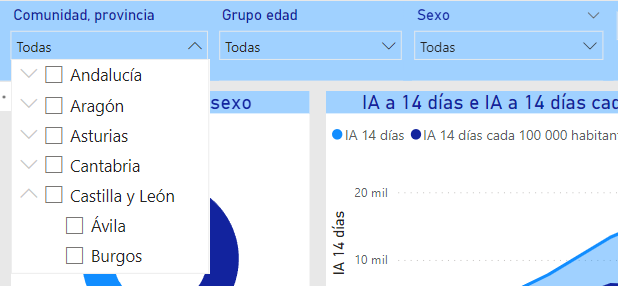 Comunidad, provincia
Todas
Grupo edad
Todas
Sexo
Todas
Andalucía
Aragón
Asturias
Cantabria
Castilla y León
Ávila
Burgos
sexo
IA a 14 días e IA a 14 días cad
IA 14 días
IA 14 días cada 100 000 habitan
IA 14 días
20 mil
10 mil